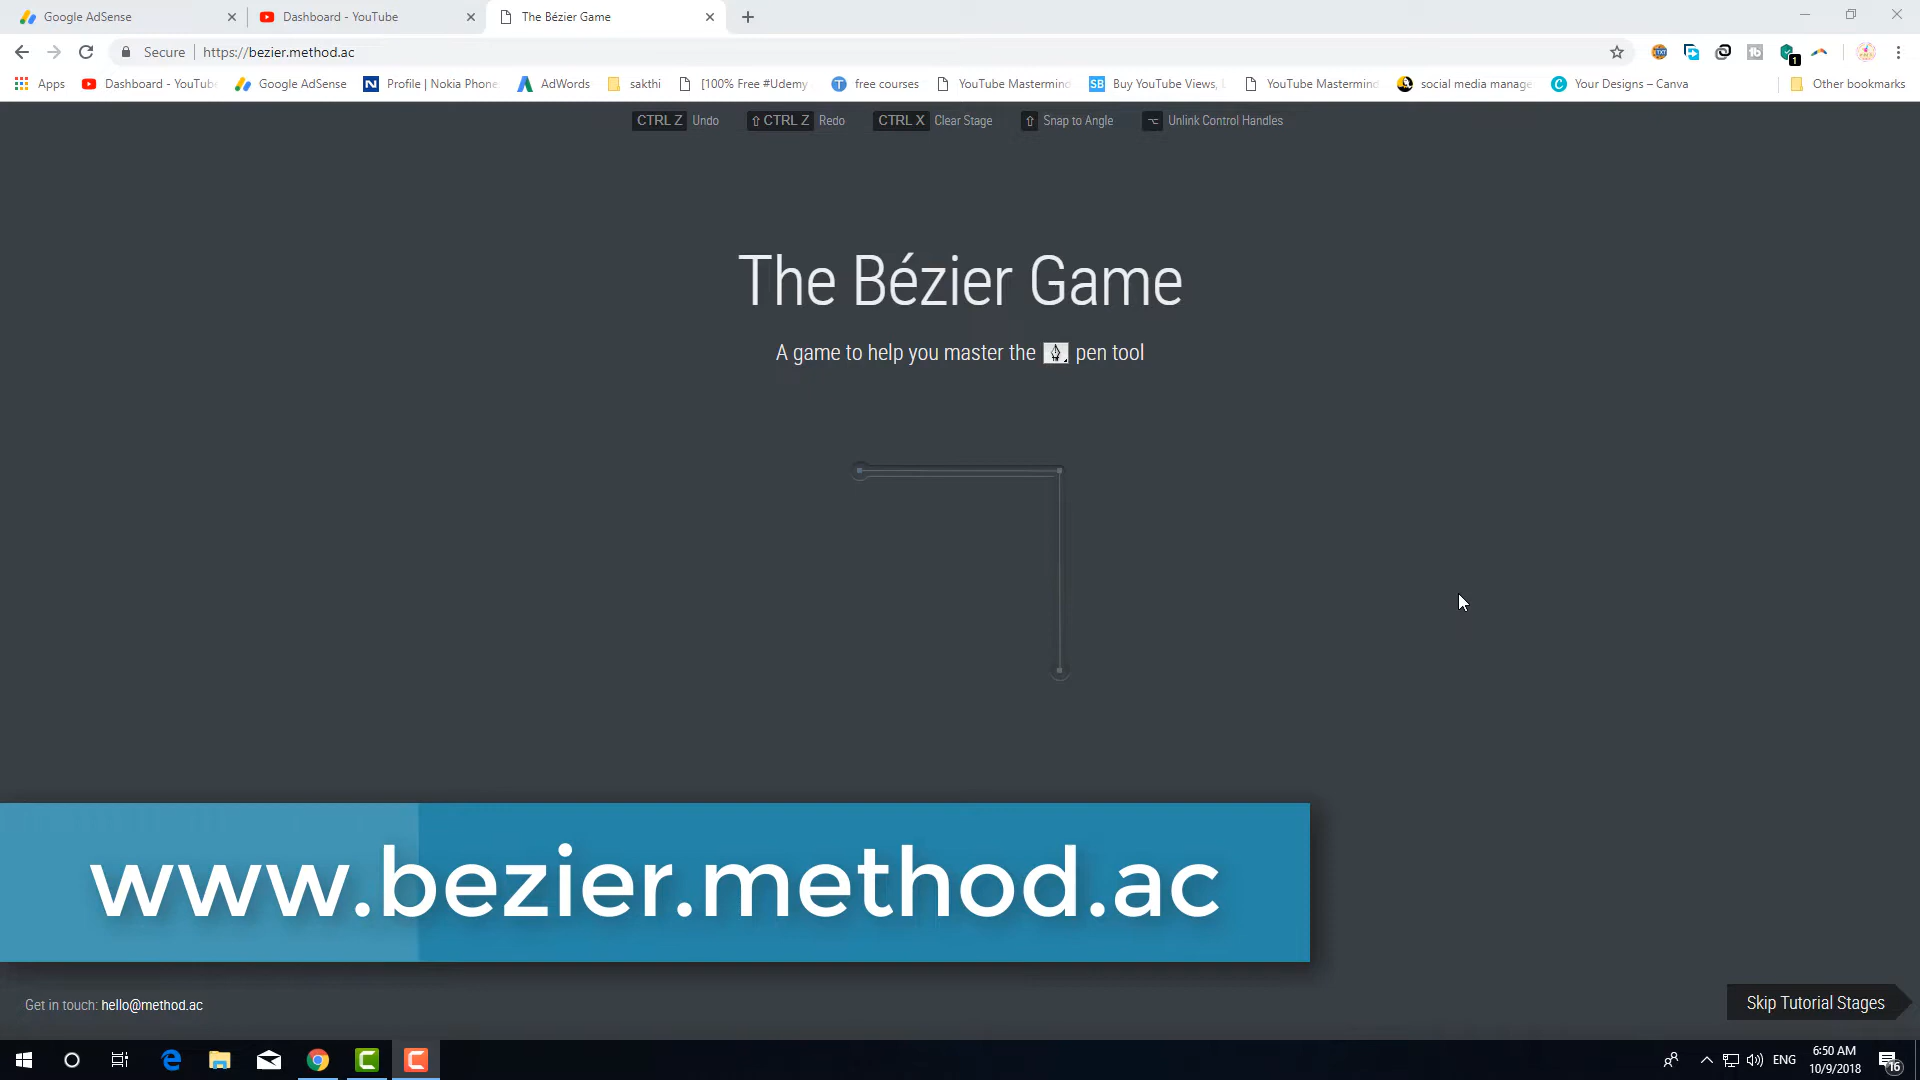 Google AdSense
Dashboard - YouTube
The Bézier Game
Secure
https://bezier.method.ac
1
Apps
Dashboard - YouTube
Google AdSense
Profile | Nokia Phone
AdWords
sakthi
[100% Free #Udemy
free courses
YouTube Mastermind
SB
Buy YouTube Views, L
YouTube Mastermind
social media manage
Your Designs – Canva
Other bookmarks
CTRL Z Undo
⇧ CTRL Z Redo
CTRL X Clear Stage
⇧ Snap to Angle
⌥ Unlink Control Handles
The Bézier Game
A game to help you master the pen tool
www.bezier.method.ac
Get in touch: hello@method.ac
Skip Tutorial Stages
ENG
6:50 AM
10/9/2018
16